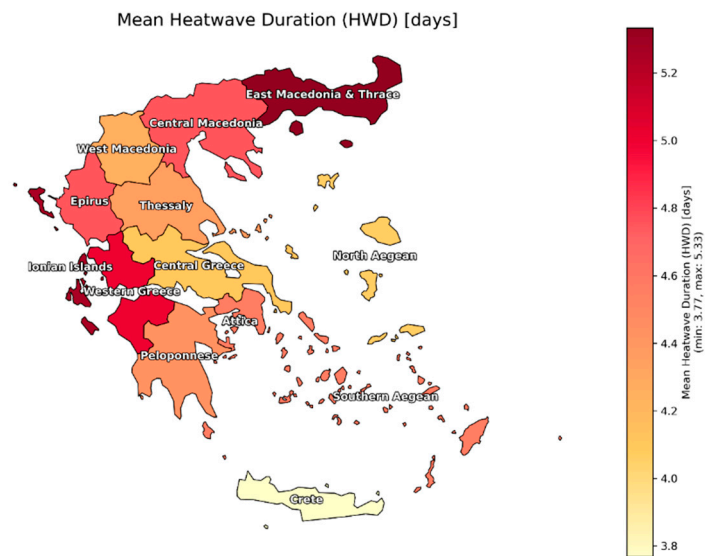 Mean Heatwave Duration (HWD) [days]
East Macedonia & Thrace
Central Macedonia
West Macedonia
Epirus
Thessaly
North Aegean
Ionian Islands
Central Greece
Western Greece
Attica
Peloponnese
Southern Aegean
Crete
5.2
5.0
4.8
4.6
4.4
4.2
4.0
3.8
Mean Heatwave Duration (HWD) [days]
(min: 3.77, max: 5.33)